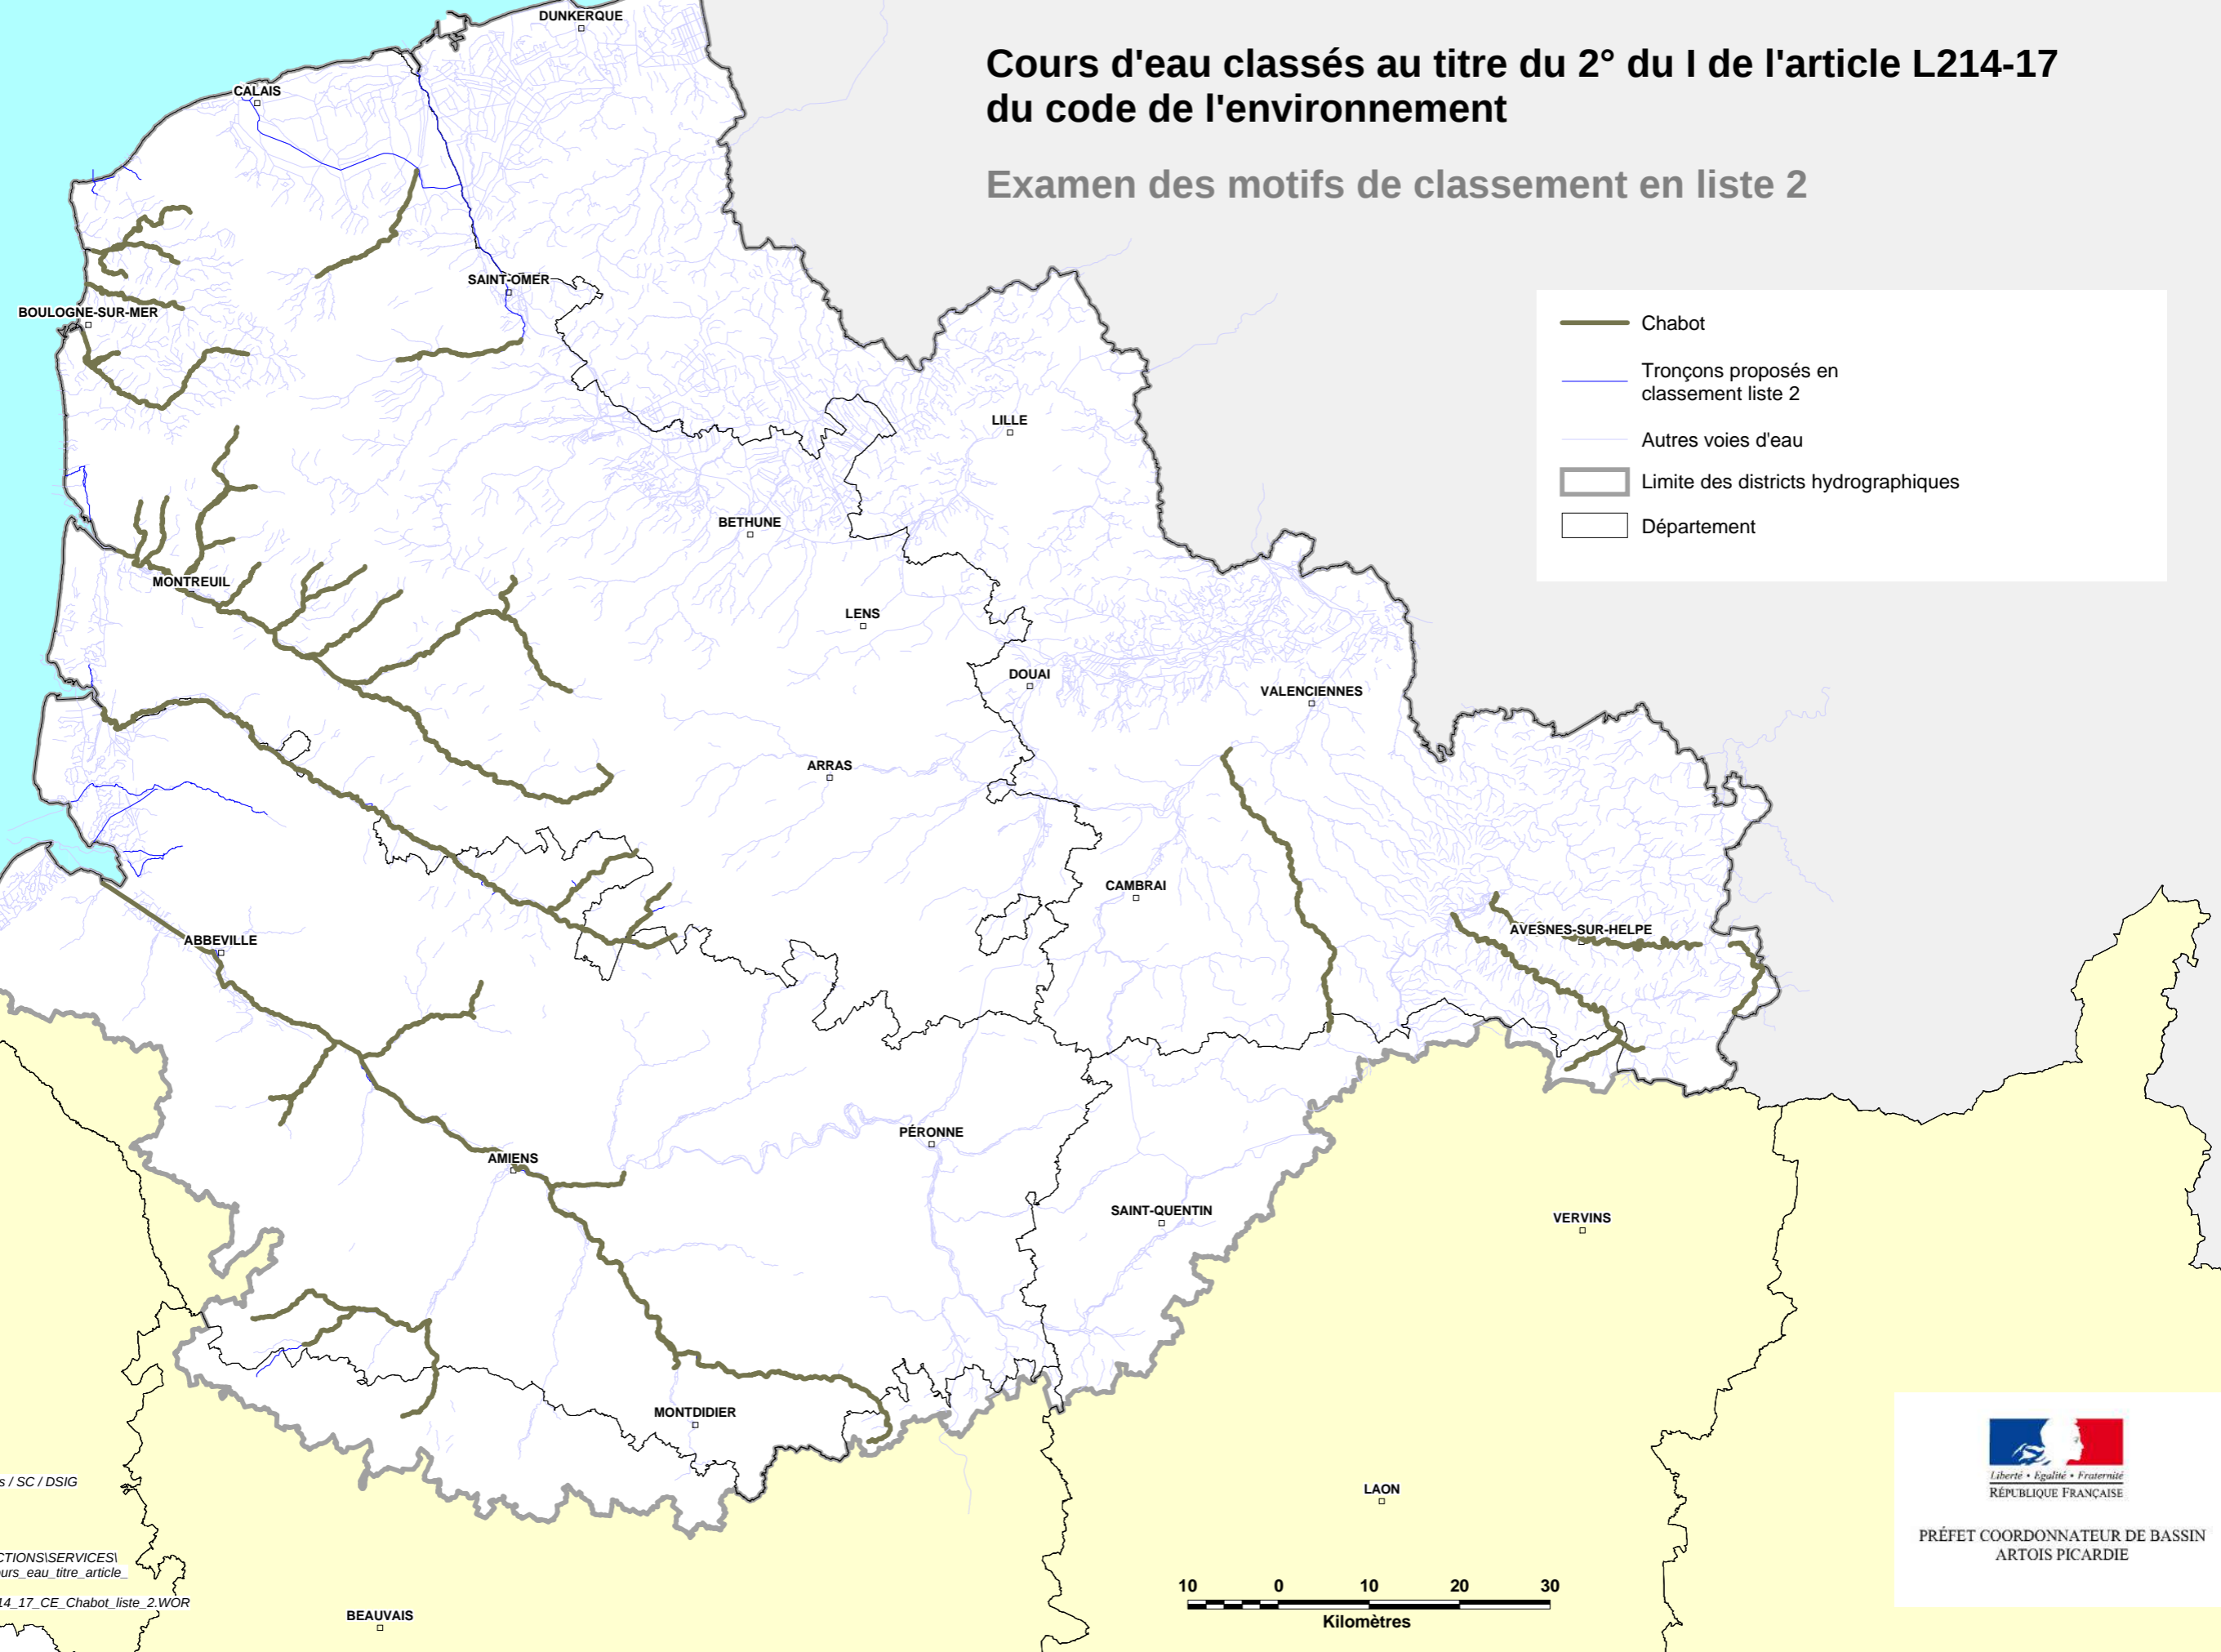 Cours d'eau classés au titre du 2° du I de l'article L214-17
du code de l'environnement
Examen des motifs de classement en liste 2
Chabot
Tronçons proposés en
classement liste 2
Autres voies d'eau
Limite des districts hydrographiques
Département
DUNKERQUE
CALAIS
SAINT-OMER
BOULOGNE-SUR-MER
LILLE
BETHUNE
MONTREUIL
LENS
DOUAI
VALENCIENNES
ARRAS
CAMBRAI
AVESNES-SUR-HELPE
ABBEVILLE
PÉRONNE
AMIENS
SAINT-QUENTIN
VERVINS
MONTDIDIER
LAON
BEAUVAIS
s / SC / DSIG
CTIONS\SERVICES\
urs_eau_titre_article_
14_17_CE_Chabot_liste_2.WOR
10 0 10 20 30
Kilomètres
Liberté • Egalité • Fraternité
RÉPUBLIQUE FRANÇAISE
PRÉFET COORDONNATEUR DE BASSIN
ARTOIS PICARDIE